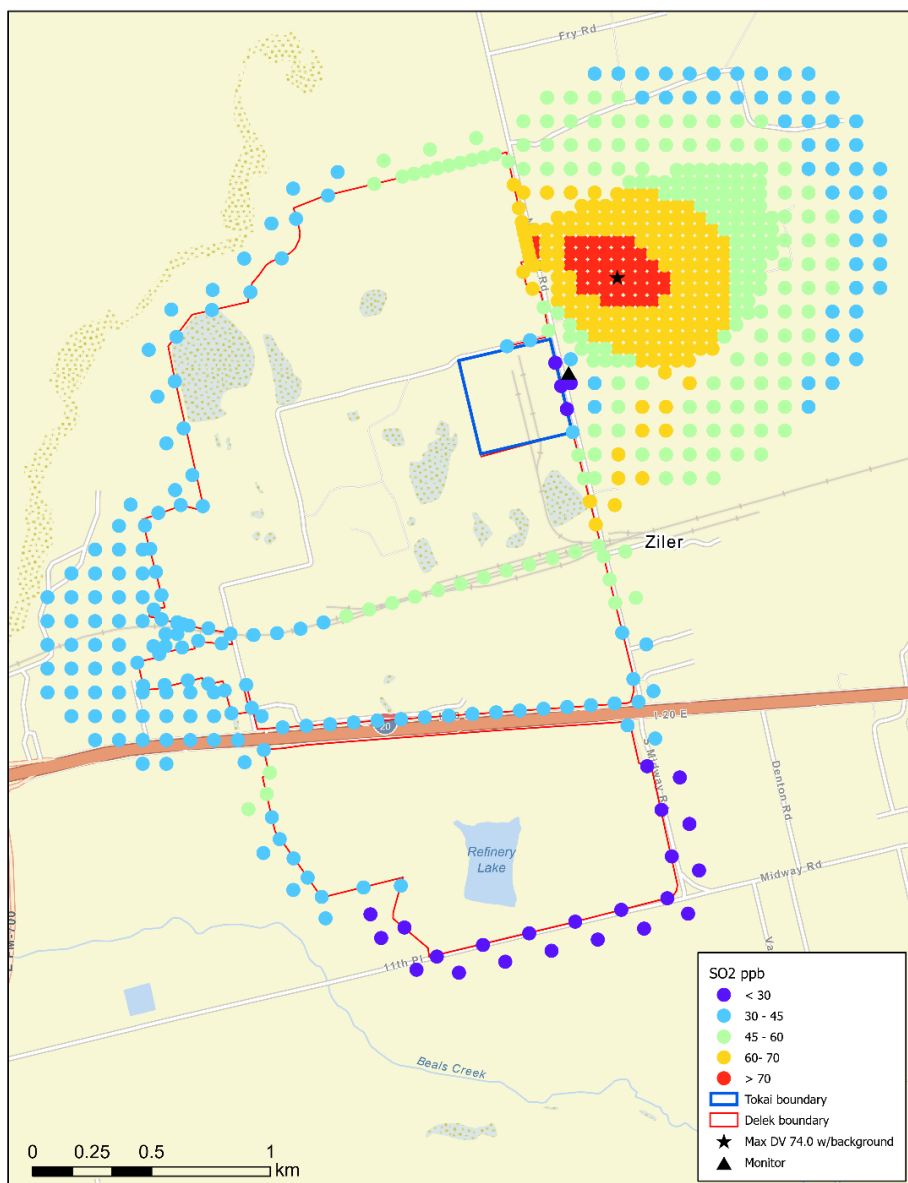 Fry Rd
Rd
Ziler
20
I-20 E
S Midway Rd
Denton Rd
Refinery
Lake
Midway Rd
11th Pl
Beals Creek
SO2 ppb
< 30
30 - 45
45 - 60
60- 70
> 70
Tokai boundary
Delek boundary
Max DV 74.0 w/background
Monitor
0 0.25 0.5 1
km